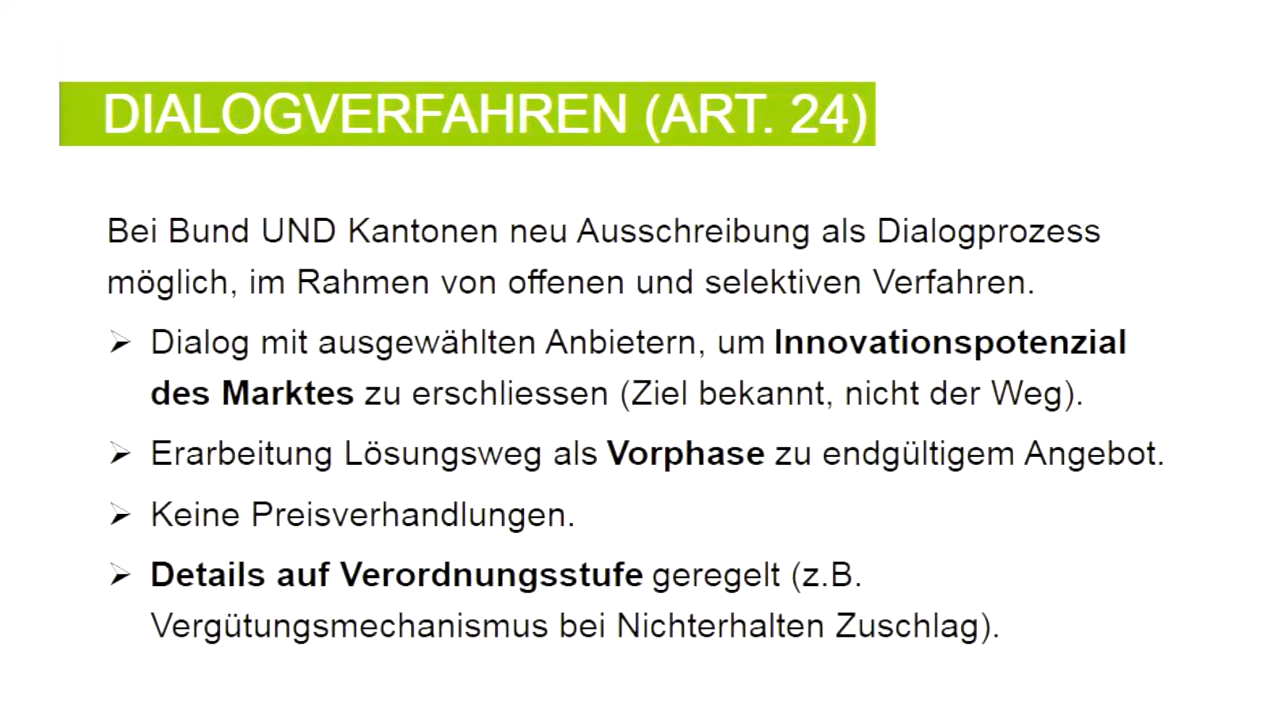 DIALOGVERFAHREN (ART. 24)
Bei Bund UND Kantonen neu Ausschreibung als Dialogprozess
möglich, im Rahmen von offenen und selektiven Verfahren.
➢ Dialog mit ausgewählten Anbietern, um Innovationspotenzial
des Marktes zu erschliessen (Ziel bekannt, nicht der Weg).
➢ Erarbeitung Lösungsweg als Vorphase zu endgültigem Angebot.
➢ Keine Preisverhandlungen.
➢ Details auf Verordnungsstufe geregelt (z.B.
Vergütungsmechanismus bei Nichterhalten Zuschlag).